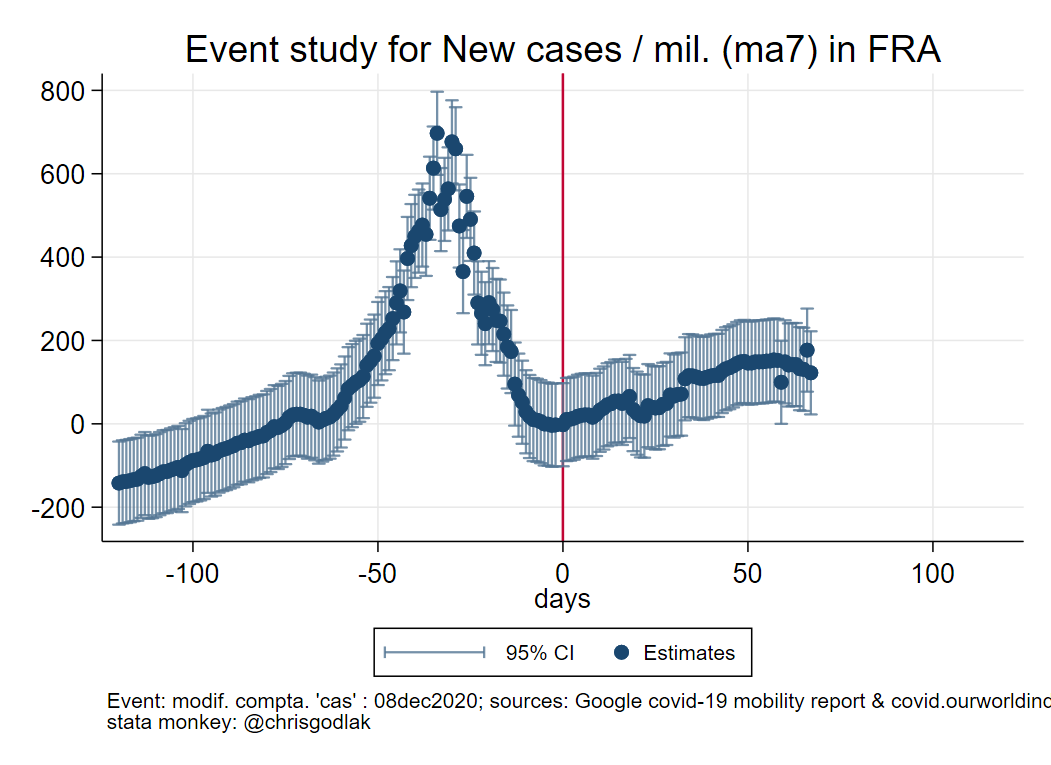 Event study for New cases / mil. (ma7) in FRA
800
600
400
200
0
-200
-100
-50
0
50
100
days
95% CI
Estimates
Event: modif. compta. 'cas' : 08dec2020; sources: Google covid-19 mobility report & covid.ourworldinc
stata monkey: @chrisgodlak